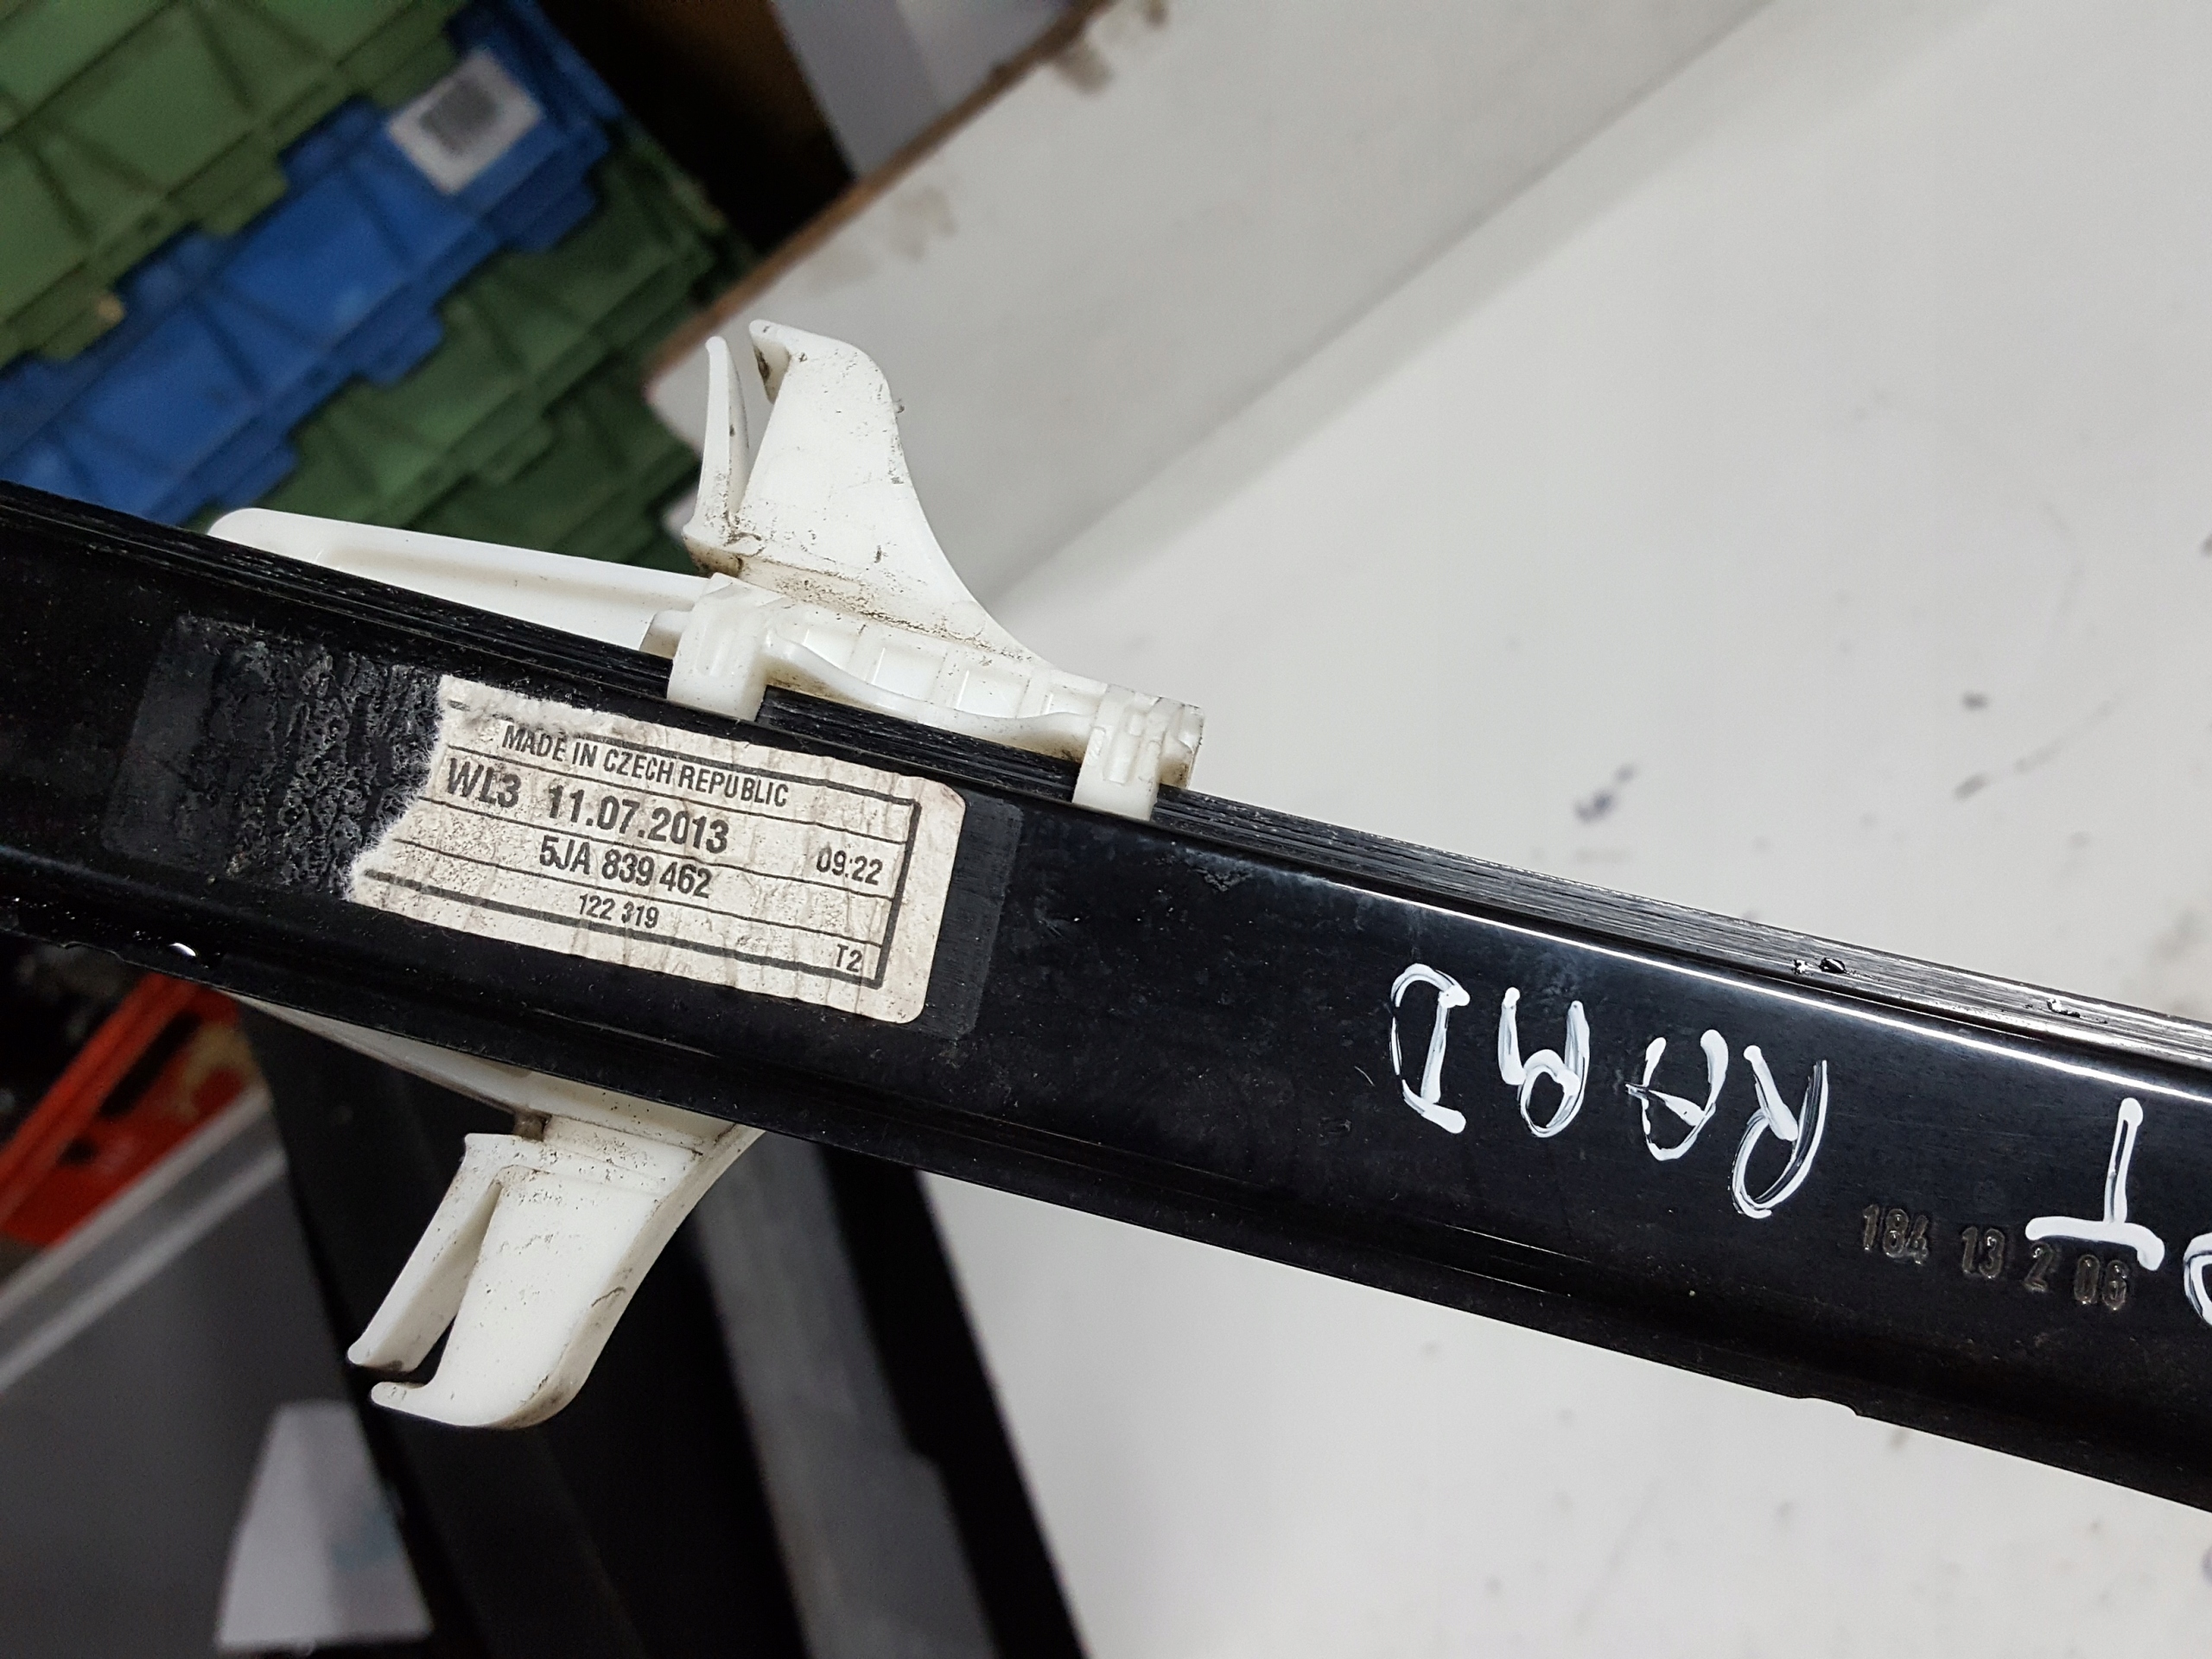 MADE IN CZECH REPUBLIC
WL3 11.07.2013
09:22
5JA 839 462
122 319
T2
184 13 2 06